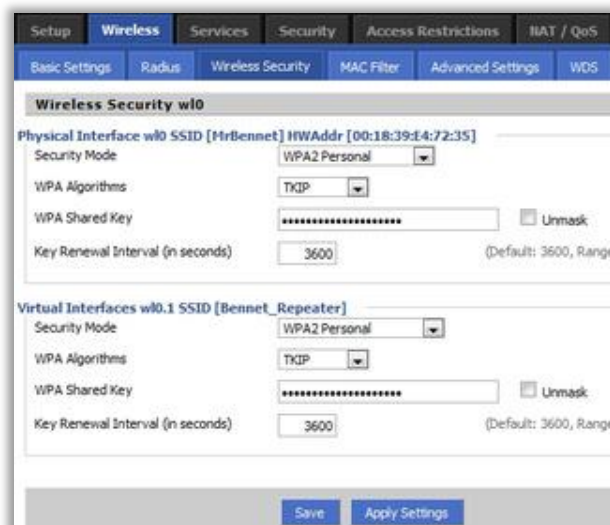 Setup Wireless Services Security Access Restrictions NAT / QoS
Basic Settings Radius Wireless Security MAC Filter Advanced Settings WDS
Wireless Security wl0
Physical Interface wl0 SSID [MrBennet] HWAddr [00:18:39:E4:72:35]
Security Mode WPA2 Personal
WPA Algorithms TKIP
WPA Shared Key •••••••••••••••••••• Unmask
Key Renewal Interval (in seconds) 3600 (Default: 3600, Range
Virtual Interfaces wl0.1 SSID [Bennet_Repeater]
Security Mode WPA2 Personal
WPA Algorithms TKIP
WPA Shared Key •••••••••••••••••••• Unmask
Key Renewal Interval (in seconds) 3600 (Default: 3600, Range
Save Apply Settings